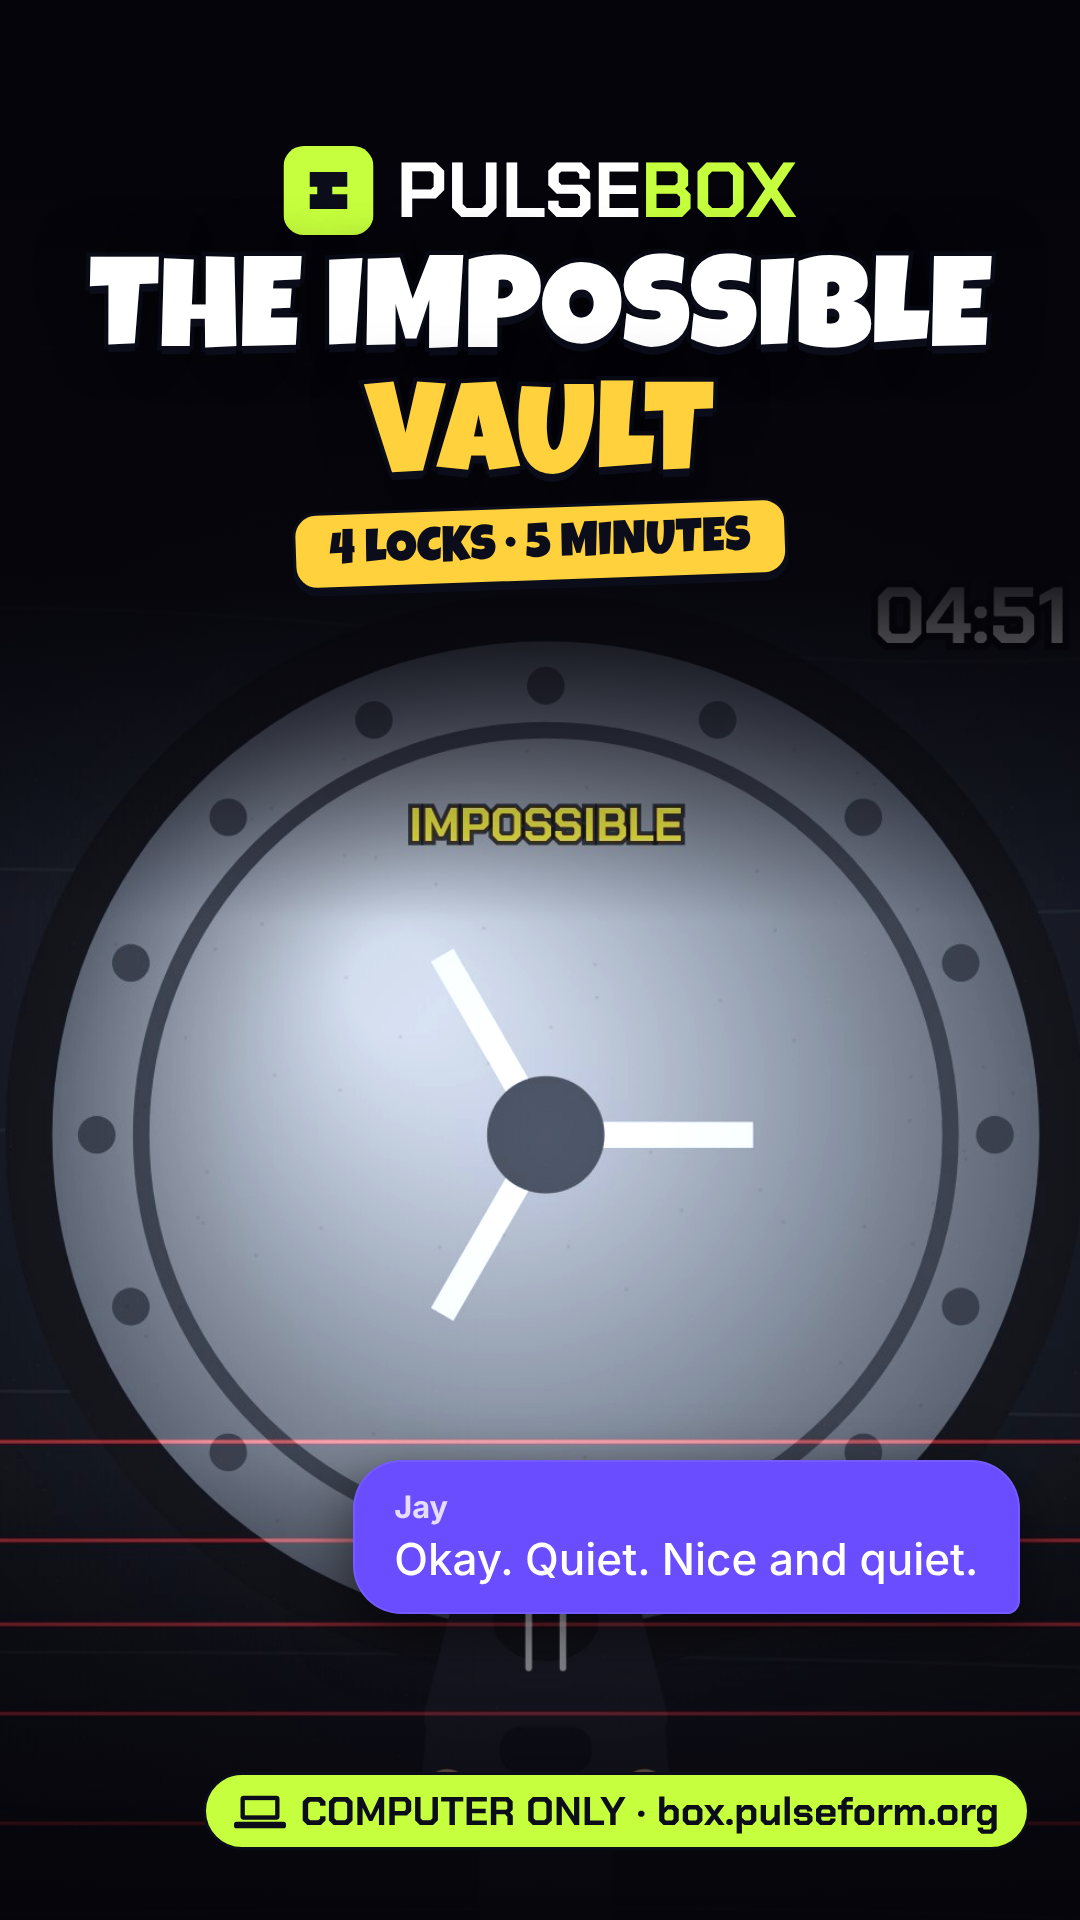 PULSEBOX
THE IMPOSSIBLE
VAULT
4 LOCKS · 5 MINUTES
04:51
IMPOSSIBLE
Jay
Okay. Quiet. Nice and quiet.
COMPUTER ONLY · box.pulseform.org